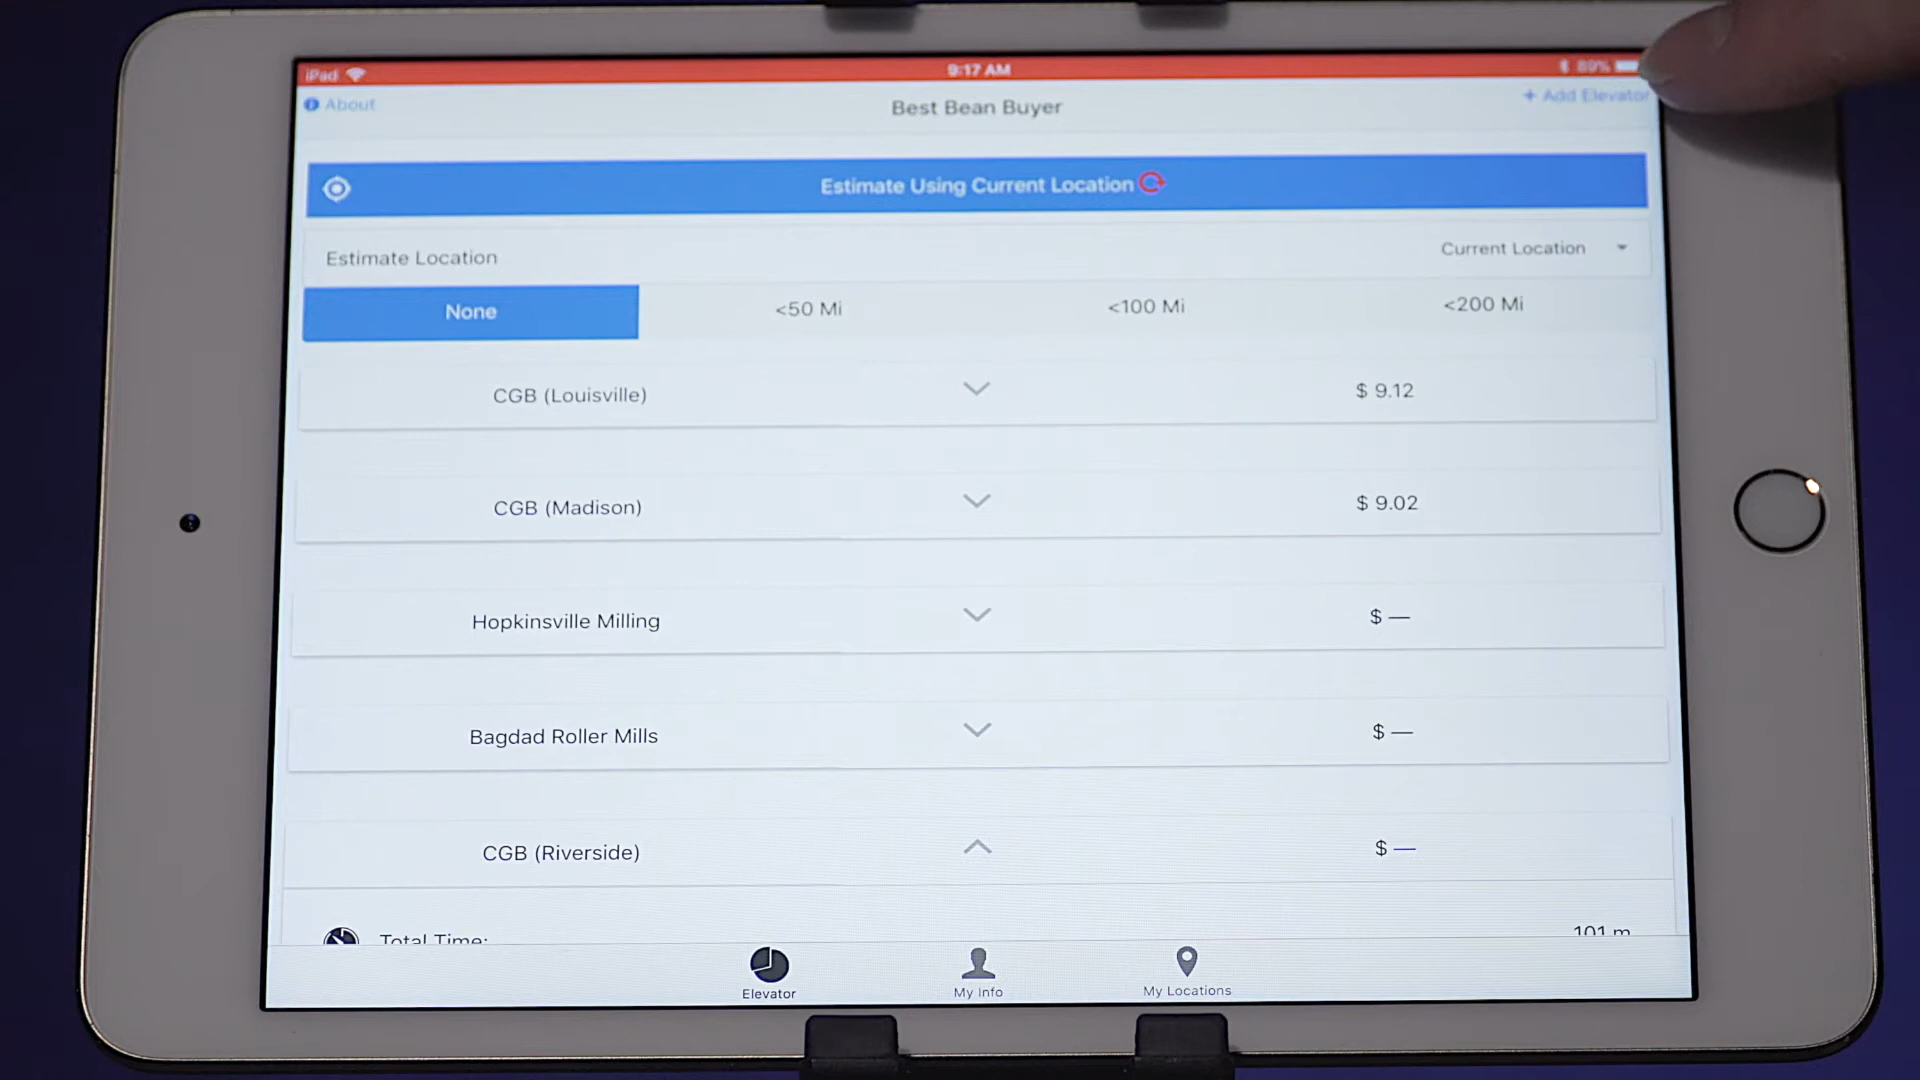 iPad 9:17 AM 89%
About Best Bean Buyer + Add Elevator
Estimate Using Current Location
Estimate Location Current Location
None <50 Mi <100 Mi <200 Mi
CGB (Louisville) $ 9.12
CGB (Madison) $ 9.02
Hopkinsville Milling $ —
Bagdad Roller Mills $ —
CGB (Riverside) $ —
Total Time: 101 m
Elevator My Info My Locations